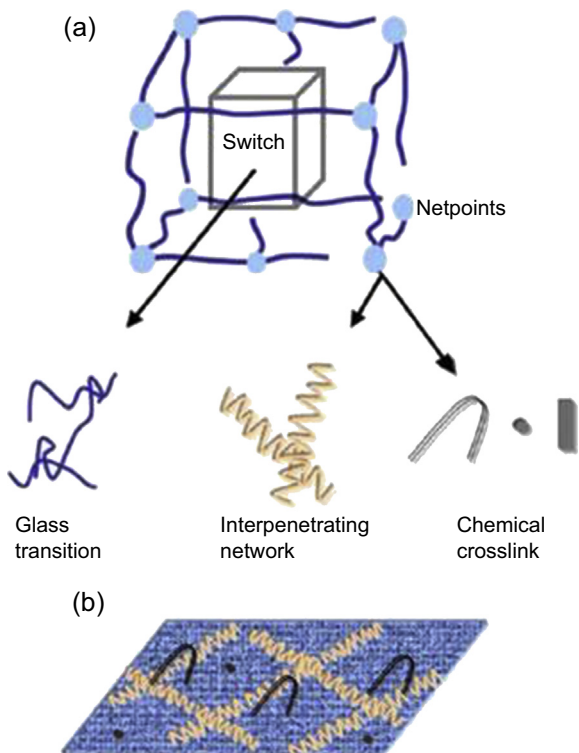 (a)
Switch
Netpoints
Glass
transition
Interpenetrating
network
Chemical
crosslink
(b)